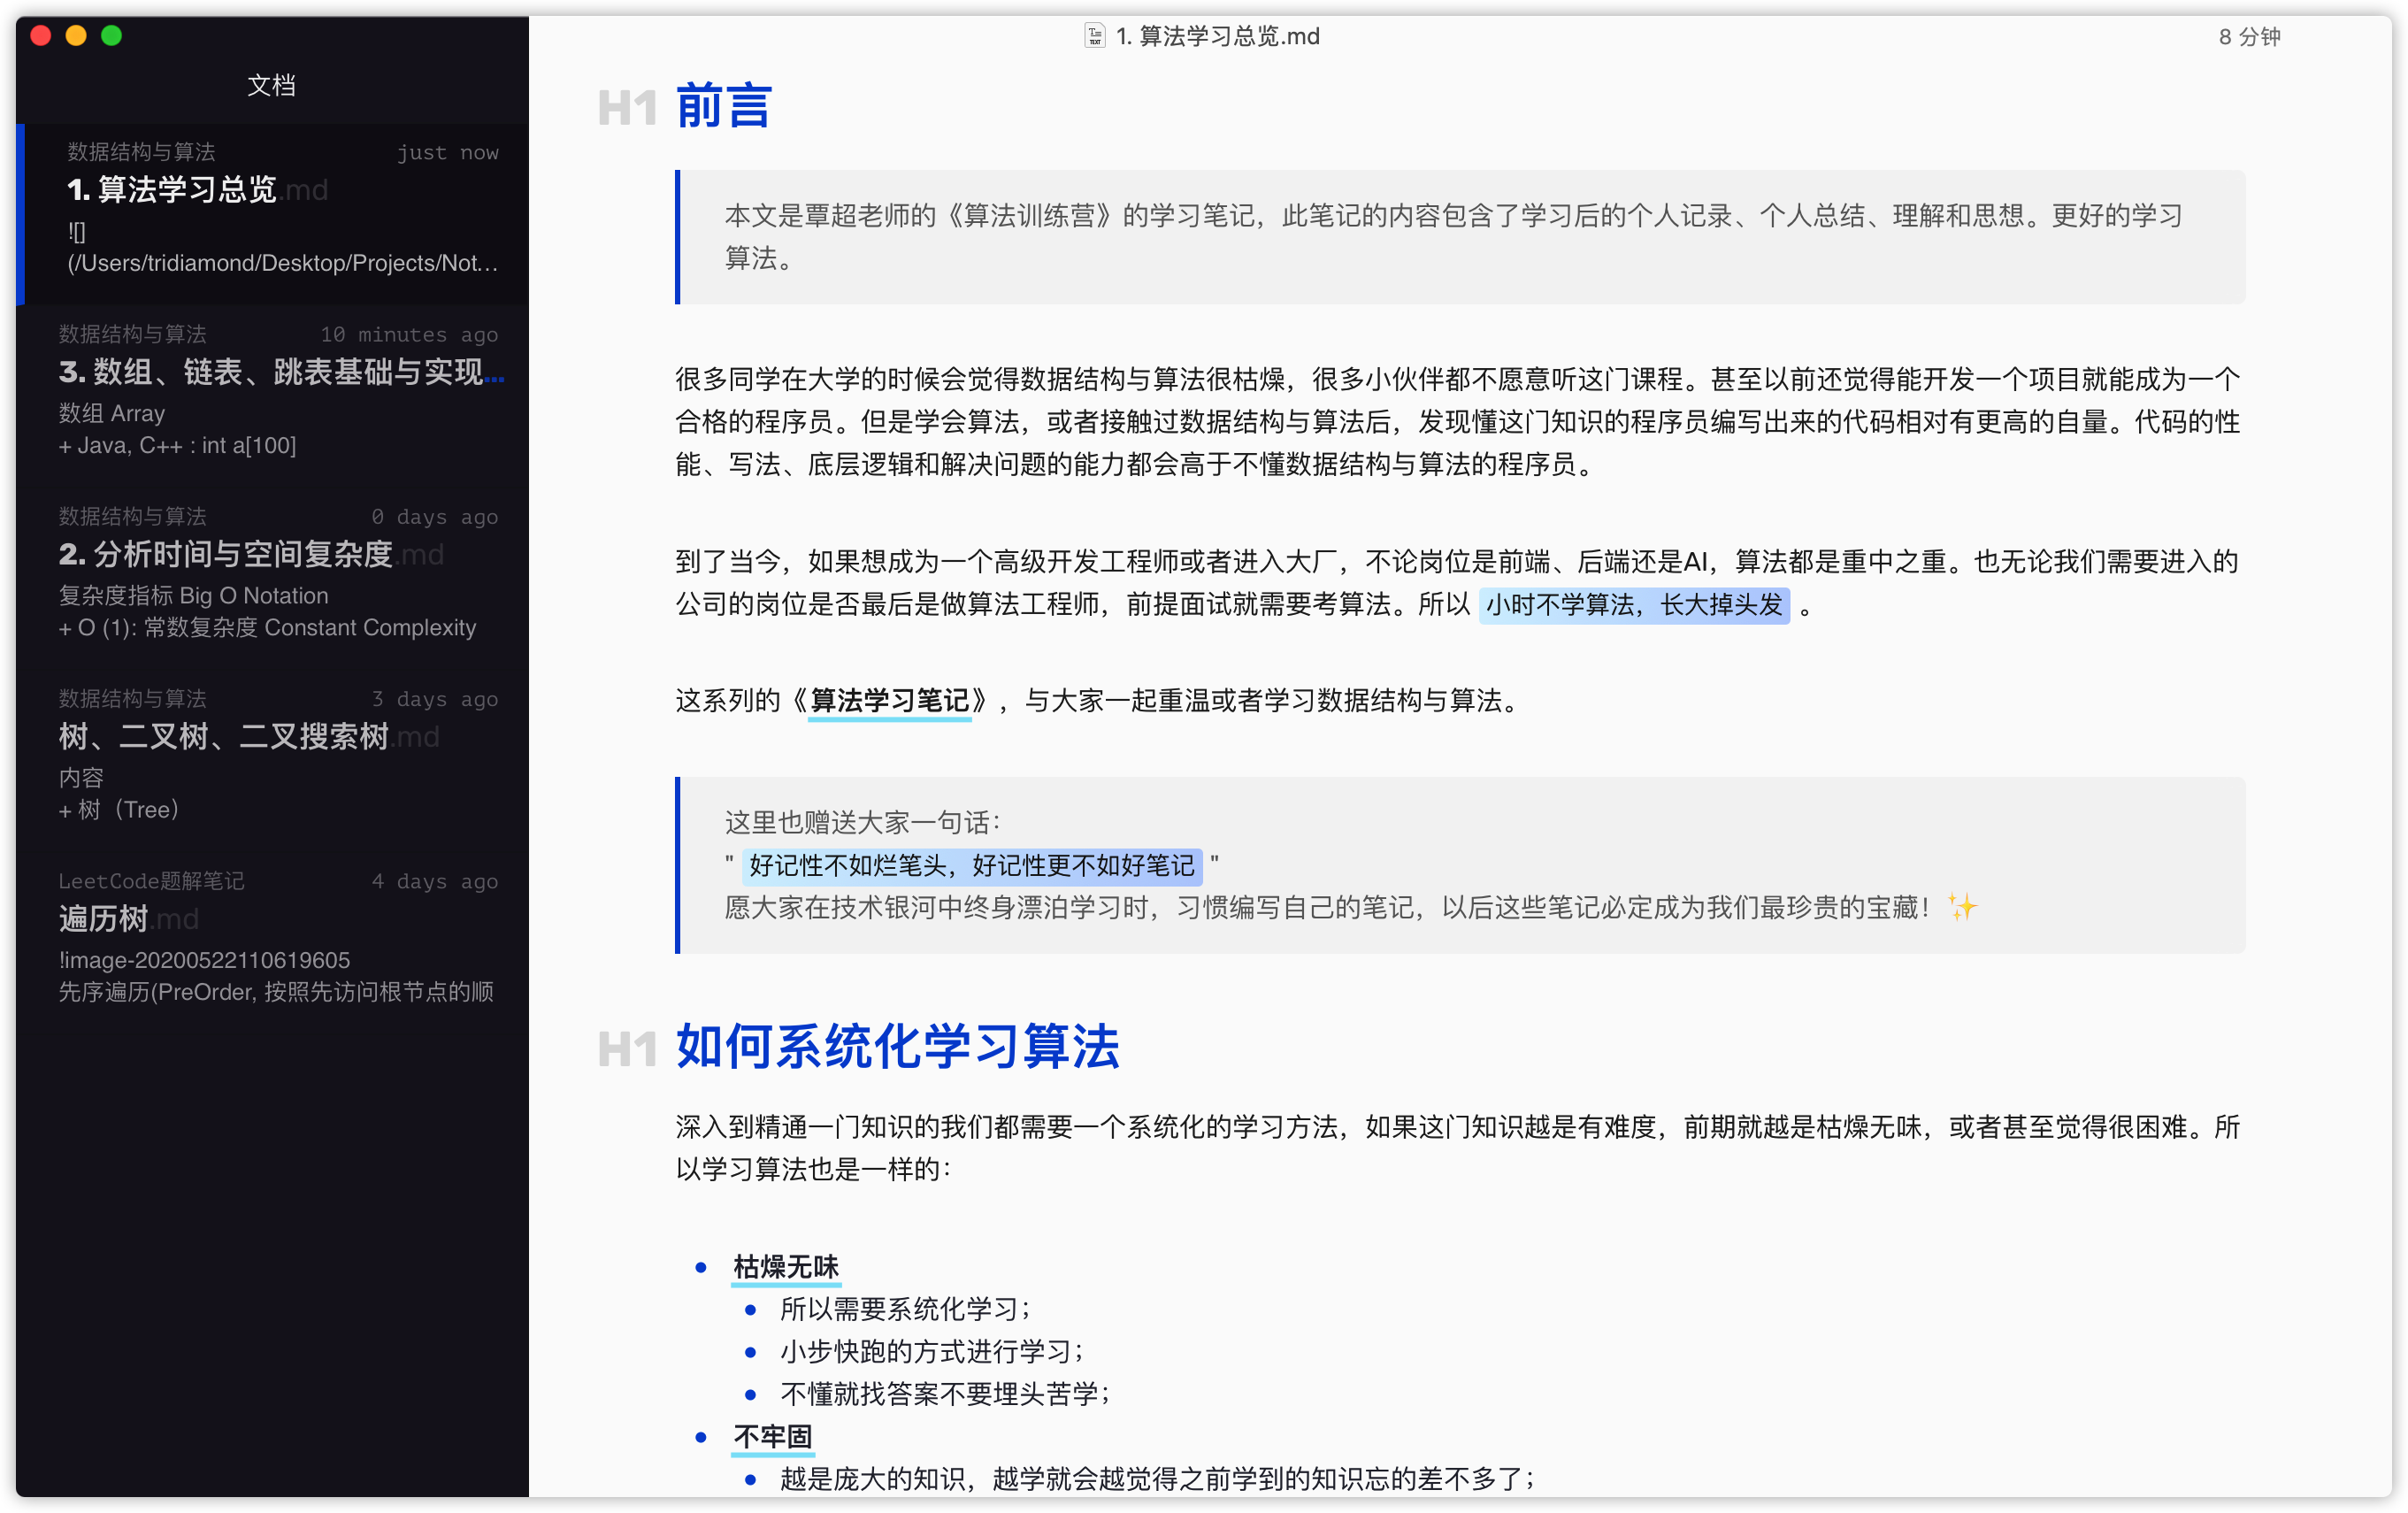 1. 算法学习总览.md
8 分钟
文档
数据结构与算法 just now
1. 算法学习总览.md
![]
(/Users/tridiamond/Desktop/Projects/Not...
数据结构与算法 10 minutes ago
3. 数组、链表、跳表基础与实现...
数组 Array
+ Java, C++ : int a[100]
数据结构与算法 0 days ago
2. 分析时间与空间复杂度.md
复杂度指标 Big O Notation
+ O (1): 常数复杂度 Constant Complexity
数据结构与算法 3 days ago
树、二叉树、二叉搜索树.md
内容
+ 树（Tree）
LeetCode题解笔记 4 days ago
遍历树.md
!image-20200522110619605
先序遍历(PreOrder, 按照先访问根节点的顺
H1 前言
本文是覃超老师的《算法训练营》的学习笔记，此笔记的内容包含了学习后的个人记录、个人总结、理解和思想。更好的学习
算法。
很多同学在大学的时候会觉得数据结构与算法很枯燥，很多小伙伴都不愿意听这门课程。甚至以前还觉得能开发一个项目就能成为一个
合格的程序员。但是学会算法，或者接触过数据结构与算法后，发现懂这门知识的程序员编写出来的代码相对有更高的自量。代码的性
能、写法、底层逻辑和解决问题的能力都会高于不懂数据结构与算法的程序员。
到了当今，如果想成为一个高级开发工程师或者进入大厂，不论岗位是前端、后端还是AI，算法都是重中之重。也无论我们需要进入的
公司的岗位是否最后是做算法工程师，前提面试就需要考算法。所以 小时不学算法，长大掉头发 。
这系列的《算法学习笔记》，与大家一起重温或者学习数据结构与算法。
这里也赠送大家一句话：
" 好记性不如烂笔头，好记性更不如好笔记 "
愿大家在技术银河中终身漂泊学习时，习惯编写自己的笔记，以后这些笔记必定成为我们最珍贵的宝藏！✨
H1 如何系统化学习算法
深入到精通一门知识的我们都需要一个系统化的学习方法，如果这门知识越是有难度，前期就越是枯燥无味，或者甚至觉得很困难。所
以学习算法也是一样的：
● 枯燥无味
● 所以需要系统化学习；
● 小步快跑的方式进行学习；
● 不懂就找答案不要埋头苦学；
● 不牢固
● 越是庞大的知识，越学就会越觉得之前学到的知识忘的差不多了；